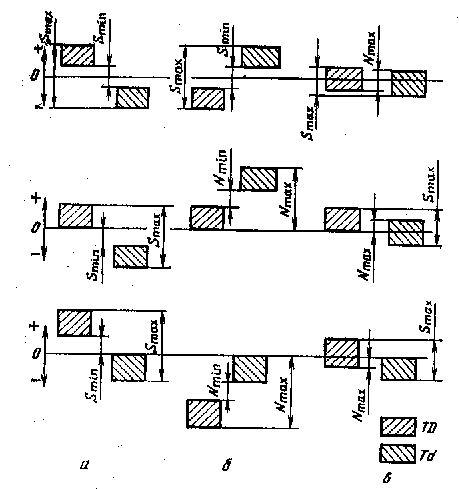 + 0 - Smax Smin Smin Smax Nmax Smax
+ 0 - Smin Smax Nmin Nmax Nmax Smax
+ 0 - Smin Smax Nmin Nmax Nmax Smax
TD
Td
а б в